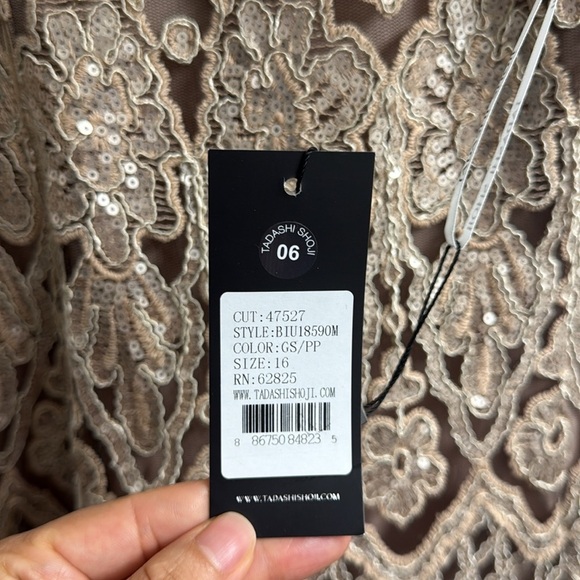 TADASHI SHOJI
06
CUT:47527
STYLE:BIU18590M
COLOR:GS/PP
SIZE:16
RN:62825
WWW.TADASHISHOJI.COM
8 86750 84823 5
WWW.TADASHISHOJI.COM